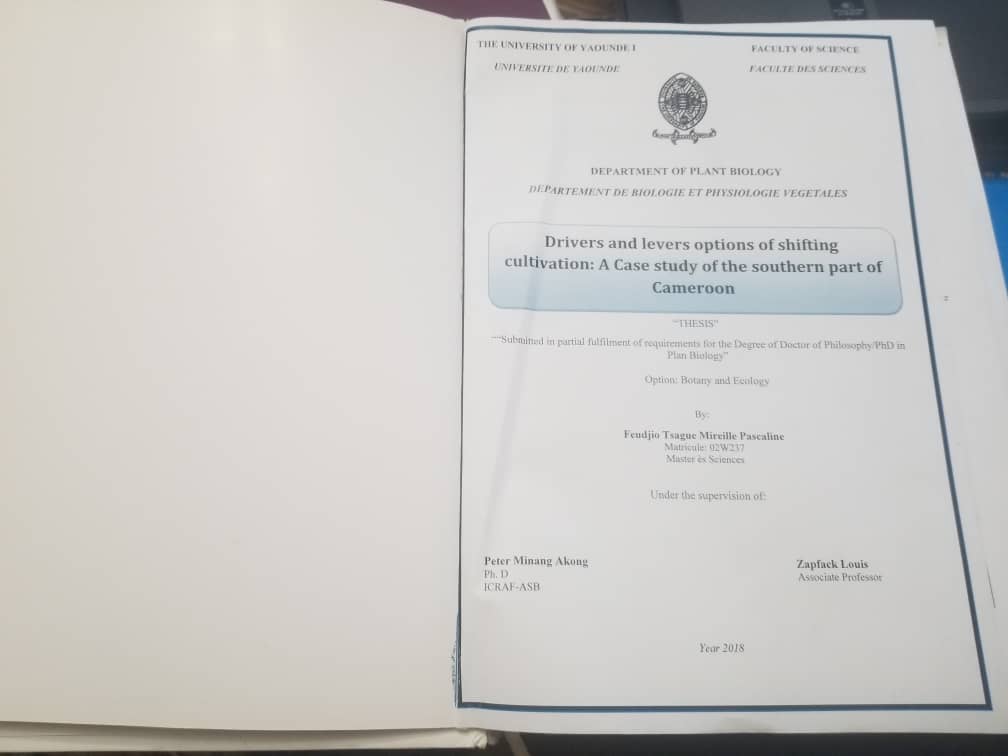 THE UNIVERSITY OF YAOUNDE I
FACULTY OF SCIENCE
UNIVERSITE DE YAOUNDE
FACULTE DES SCIENCES
DEPARTMENT OF PLANT BIOLOGY
DEPARTEMENT DE BIOLOGIE ET PHYSIOLOGIE VEGETALES
Drivers and levers options of shifting
cultivation: A Case study of the southern part of
Cameroon
"THESIS"
""Submitted in partial fulfilment of requirements for the Degree of Doctor of Philosophy/PhD in
Plan Biology"
Option: Botany and Ecology
By:
Feudjio Tsague Mireille Pascaline
Matricule: 02W237
Master ès Sciences
Under the supervision of:
Peter Minang Akong
Ph. D
ICRAF-ASB
Zapfack Louis
Associate Professor
Year 2018